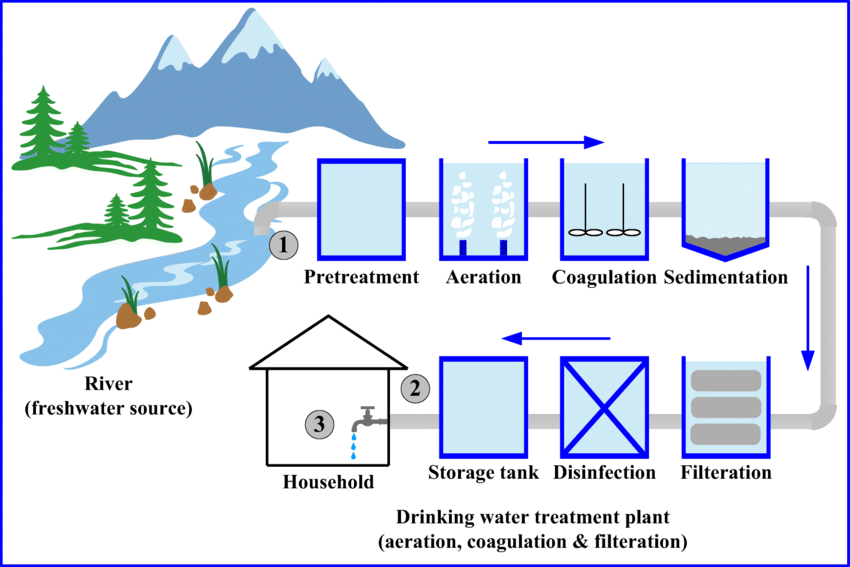 1
Pretreatment
Aeration
Coagulation
Sedimentation
River
(freshwater source)
2
3
Household
Storage tank
Disinfection
Filteration
Drinking water treatment plant
(aeration, coagulation & filteration)